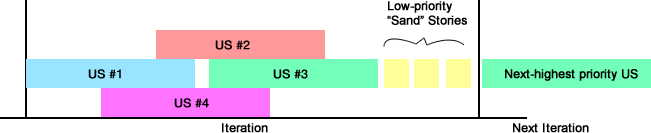 Low-priority
“Sand” Stories
US #2
US #1
US #3
Next-highest priority US
US #4
Iteration
Next Iteration